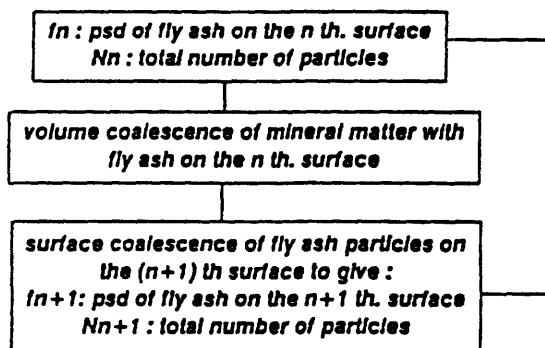 fn : psd of fly ash on the n th. surface
Nn : total number of particles
volume coalescence of mineral matter with
fly ash on the n th. surface
surface coalescence of fly ash particles on
the (n+1) th surface to give :
fn+1: psd of fly ash on the n+1 th. surface
Nn+1 : total number of particles